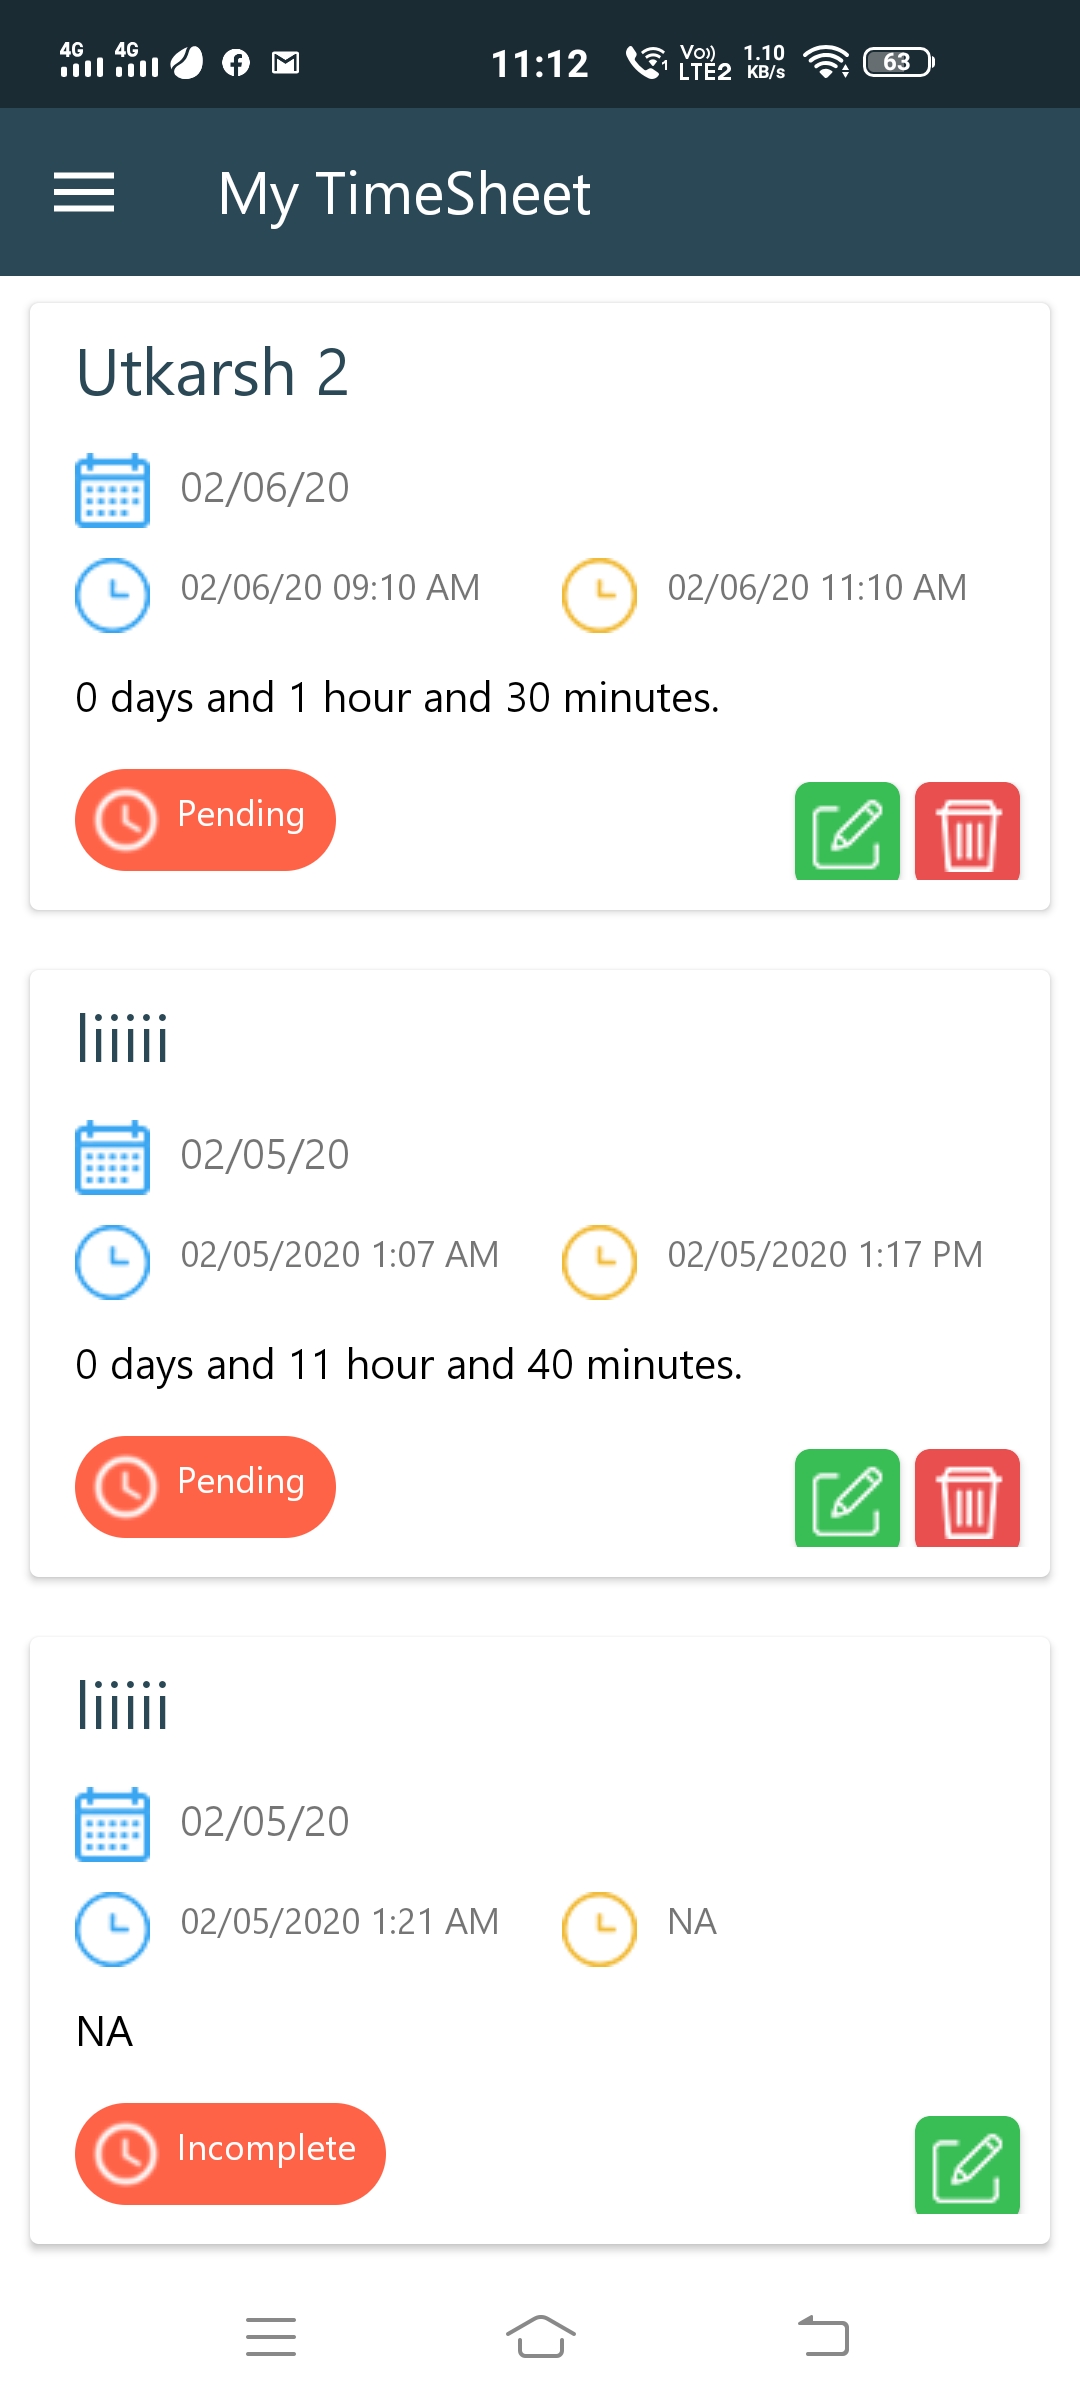 4G 4G 11:12 1 Vo)) LTE2 1.10 KB/s 63
My TimeSheet
Utkarsh 2
02/06/20
02/06/20 09:10 AM 02/06/20 11:10 AM
0 days and 1 hour and 30 minutes.
Pending
liiiii
02/05/20
02/05/2020 1:07 AM 02/05/2020 1:17 PM
0 days and 11 hour and 40 minutes.
Pending
liiiii
02/05/20
02/05/2020 1:21 AM NA
NA
Incomplete